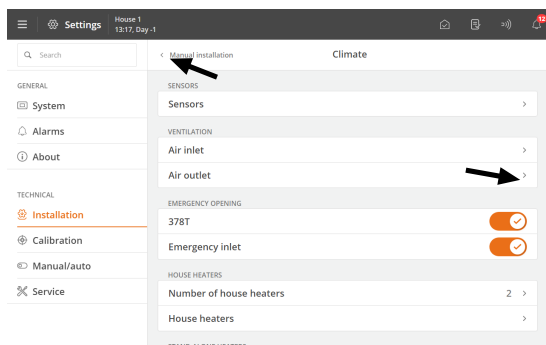 Settings
House 1
13:17, Day -1
12
Search
Manual installation
Climate
GENERAL
System
Alarms
About
TECHNICAL
Installation
Calibration
Manual/auto
Service
SENSORS
Sensors
VENTILATION
Air inlet
Air outlet
EMERGENCY OPENING
378T
Emergency inlet
HOUSE HEATERS
Number of house heaters 2
House heaters